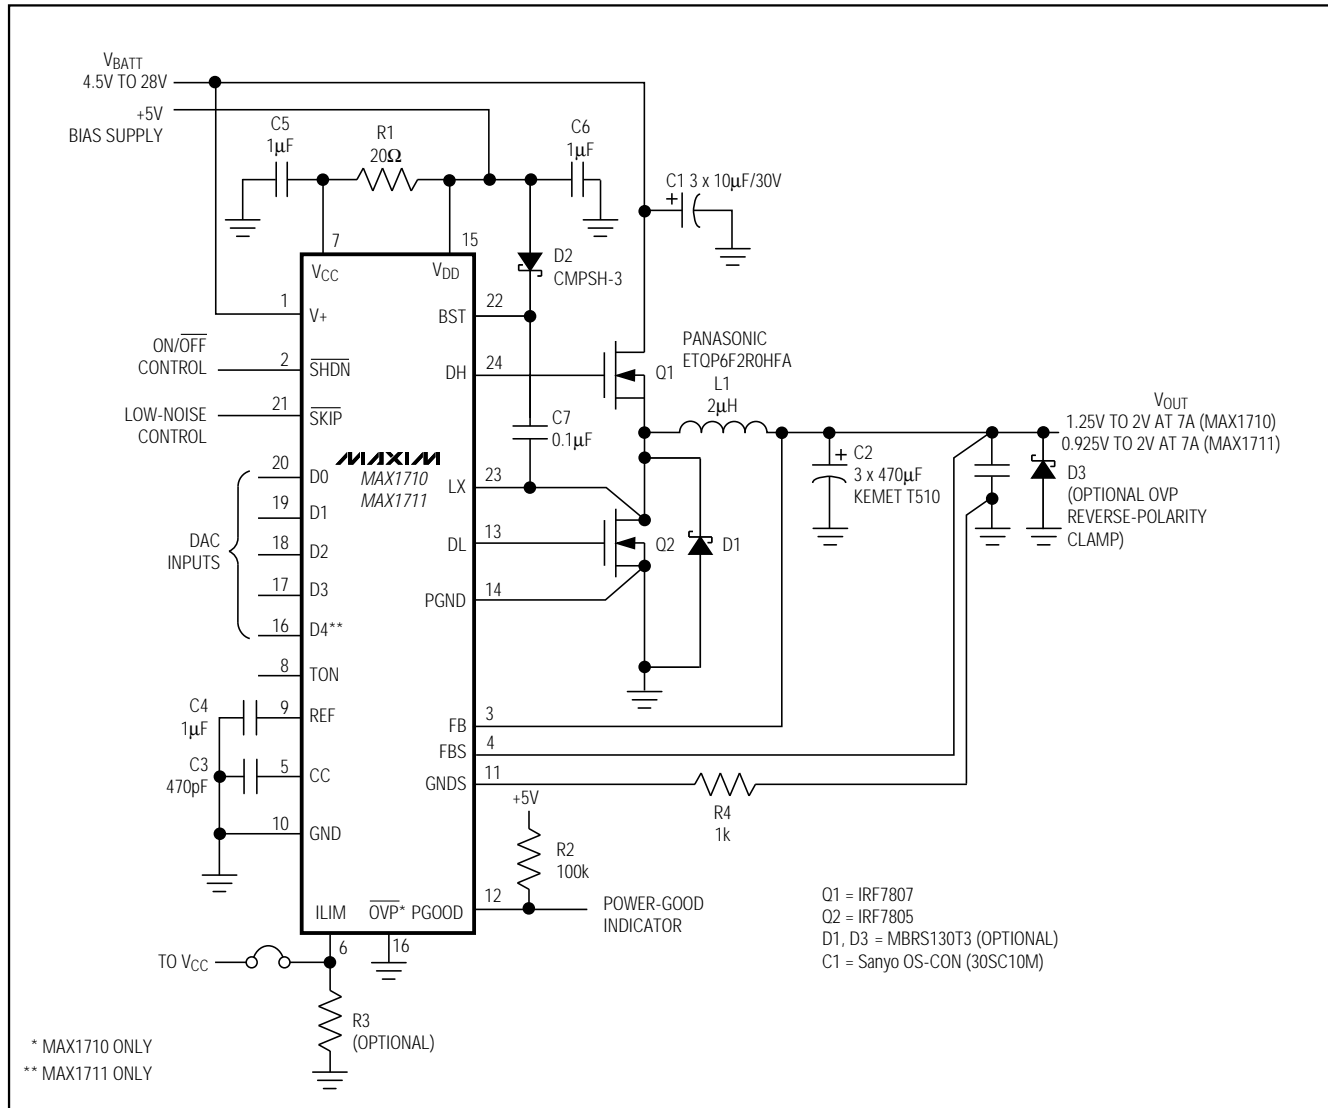 VBATT
4.5V TO 28V
+5V
BIAS SUPPLY
C5
1μF
R1
20Ω
C6
1μF
C1 3 x 10μF/30V
+
7
15
D2
CMPSH-3
VCC
VDD
1
V+
22
BST
ON/OFF
CONTROL
2
SHDN
24
DH
Q1
PANASONIC
ETQP6F2R0HFA
L1
2μH
LOW-NOISE
CONTROL
21
SKIP
C7
0.1μF
VOUT
1.25V TO 2V AT 7A (MAX1710)
0.925V TO 2V AT 7A (MAX1711)
MAXIM
MAX1710
MAX1711
+
C2
3 x 470μF
KEMET T510
D3
(OPTIONAL OVP
REVERSE-POLARITY
CLAMP)
DAC
INPUTS
20
D0
19
D1
18
D2
17
D3
16
D4**
23
LX
13
DL
Q2
D1
14
PGND
8
TON
C4
1μF
9
REF
3
FB
4
FBS
C3
470pF
5
CC
11
GNDS
R4
1k
+5V
10
GND
R2
100k
12
ILIM
OVP* PGOOD
POWER-GOOD
INDICATOR
6
16
TO VCC
R3
(OPTIONAL)
Q1 = IRF7807
Q2 = IRF7805
D1, D3 = MBRS130T3 (OPTIONAL)
C1 = Sanyo OS-CON (30SC10M)
* MAX1710 ONLY
** MAX1711 ONLY